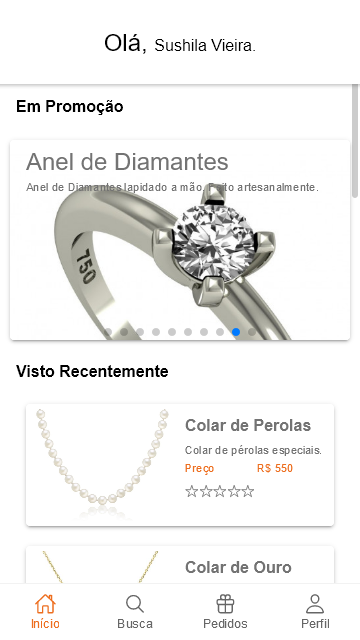 Olá, Sushila Vieira.
Em Promoção
Anel de Diamantes
Anel de Diamantes lapidado a mão. Feito artesanalmente.
750
Visto Recentemente
Colar de Perolas
Colar de pérolas especiais.
Preço R$ 550
Colar de Ouro
Início Busca Pedidos Perfil